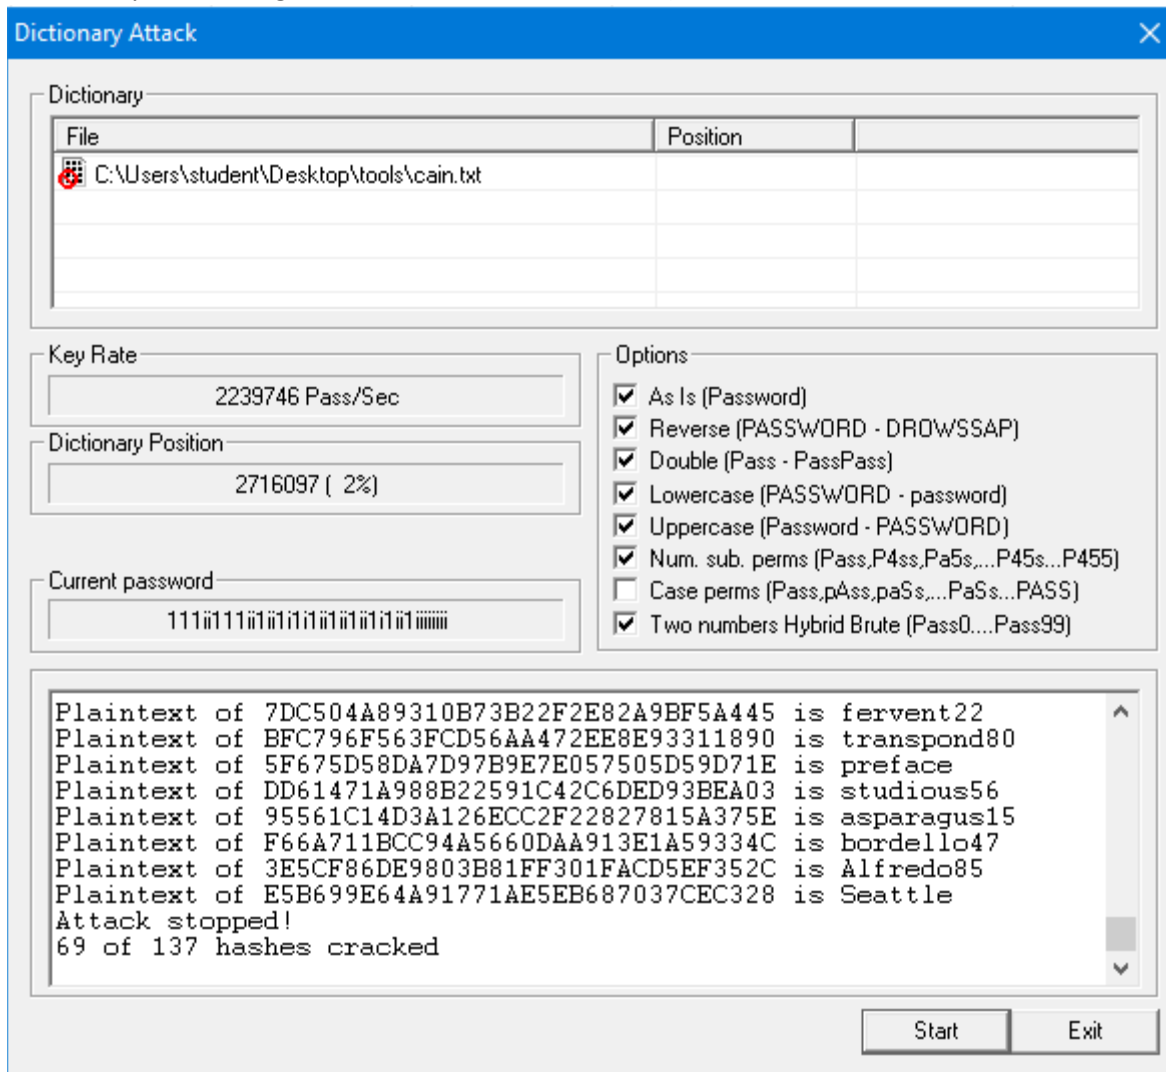 Dictionary Attack
Dictionary
File Position
C:\Users\student\Desktop\tools\cain.txt
Key Rate
2239746 Pass/Sec
Dictionary Position
2716097 ( 2%)
Current password
Options
As Is (Password)
Reverse (PASSWORD - DROWSSAP)
Double (Pass - PassPass)
Lowercase (PASSWORD - password)
Uppercase (Password - PASSWORD)
Num. sub. perms (Pass,P4ss,Pa5s,...P45s...P455)
Case perms (Pass,pAss,paSs,...PaSs...PASS)
Two numbers Hybrid Brute (Pass0....Pass99)
Plaintext of 7DC504A89310B73B22F2E82A9BF5A445 is fervent22
Plaintext of BFC796F563FCD56AA472EE8E93311890 is transpond80
Plaintext of 5F675D58DA7D97B9E7E057505D59D71E is preface
Plaintext of DD61471A988B22591C42C6DED93BEA03 is studious56
Plaintext of 95561C14D3A126ECC2F22827815A375E is asparagus15
Plaintext of F66A711BCC94A5660DAA913E1A59334C is bordello47
Plaintext of 3E5CF86DE9803B81FF301FACD5EF352C is Alfredo85
Plaintext of E5B699E64A91771AE5EB687037CEC328 is Seattle
Attack stopped!
69 of 137 hashes cracked
Start Exit